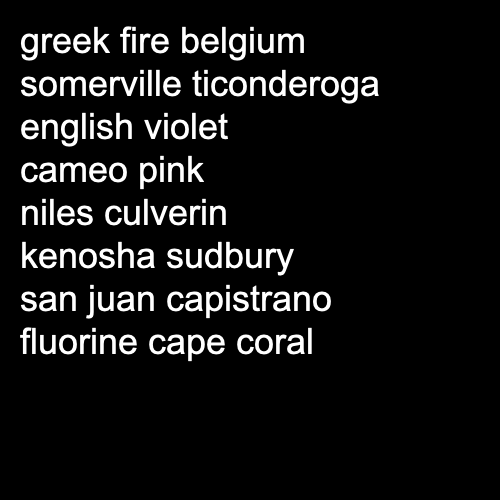 greek fire belgium
somerville ticonderoga
english violet
cameo pink
niles culverin
kenosha sudbury
san juan capistrano
fluorine cape coral